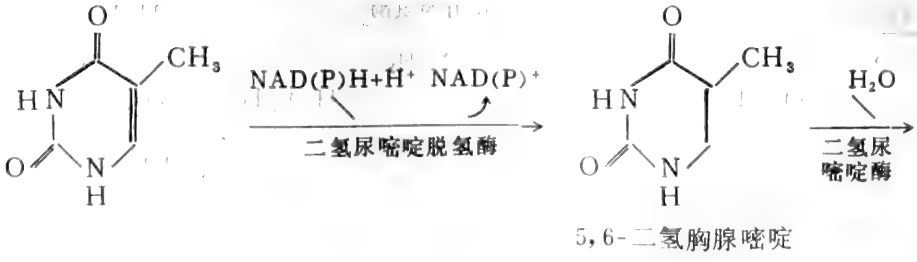 O
CH₃
NAD(P)H+H⁺ NAD(P)⁺
HN
二氢尿嘧啶脱氢酶
O
N
H
O
CH₃
H₂O
HN
二氢尿
嘧啶酶
O
N
H
5,6-二氢胸腺嘧啶